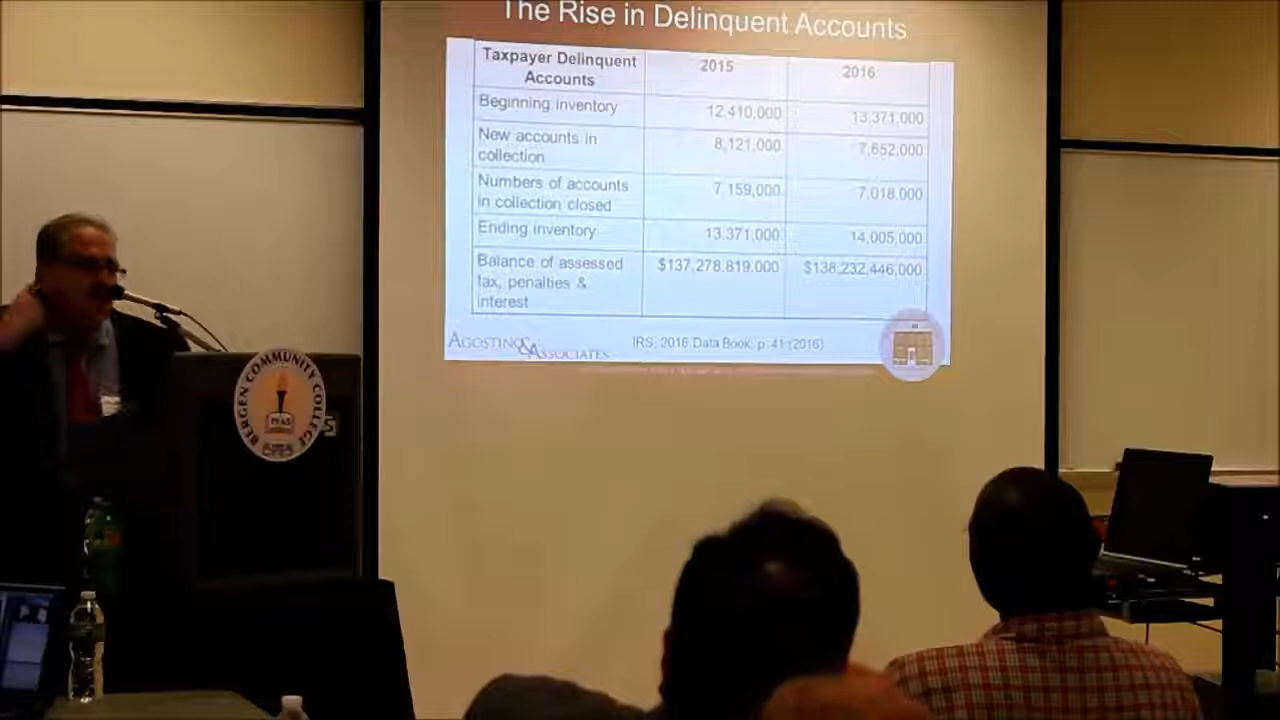 The Rise in Delinquent Accounts
Taxpayer Delinquent 2015 2016
Accounts
Beginning inventory 12,410,000 13,371,000
New accounts in 8,121,000 7,652,000
collection
Numbers of accounts 7,159,000 7,018,000
in collection closed
Ending inventory 13,371,000 14,005,000
Balance of assessed $137,278,819,000 $138,232,446,000
tax, penalties &
interest
AGOSTINO & ASSOCIATES
IRS, 2016 Data Book, p. 41 (2016)
BERGEN COMMUNITY COLLEGE